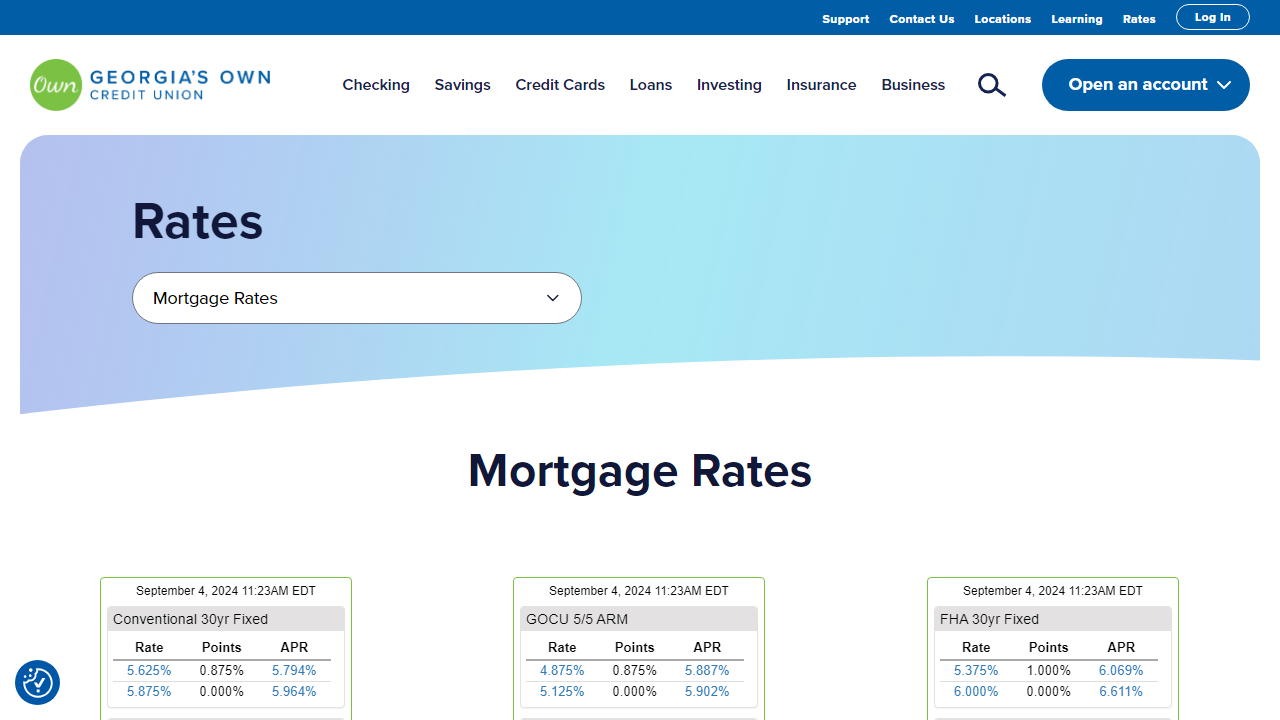 Support Contact Us Locations Learning Rates Log In
Own GEORGIA'S OWN
CREDIT UNION
Checking Savings Credit Cards Loans Investing Insurance Business Open an account
Rates
Mortgage Rates
Mortgage Rates
September 4, 2024 11:23AM EDT
Conventional 30yr Fixed
Rate Points APR
5.625% 0.875% 5.794%
5.875% 0.000% 5.964%
September 4, 2024 11:23AM EDT
GOCU 5/5 ARM
Rate Points APR
4.875% 0.875% 5.887%
5.125% 0.000% 5.902%
September 4, 2024 11:23AM EDT
FHA 30yr Fixed
Rate Points APR
5.375% 1.000% 6.069%
6.000% 0.000% 6.611%